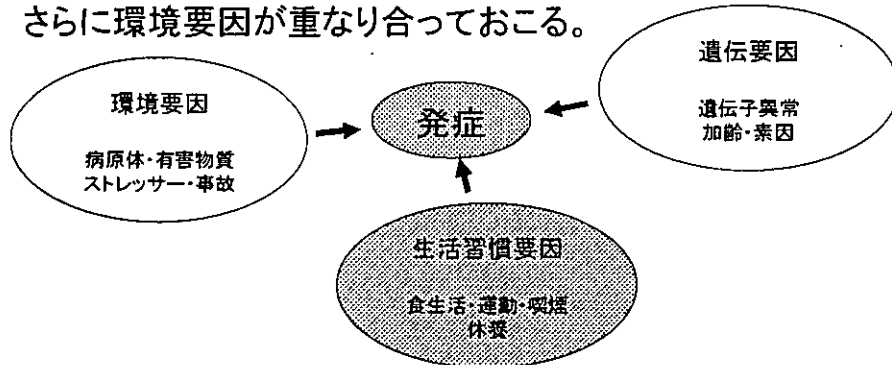 さらに環境要因が重なり合っておこる。
遺伝要因
遺伝子異常
加齢・素因
環境要因
病原体・有害物質
ストレッサー・事故
発症
生活習慣要因
食生活・運動・喫煙
休養